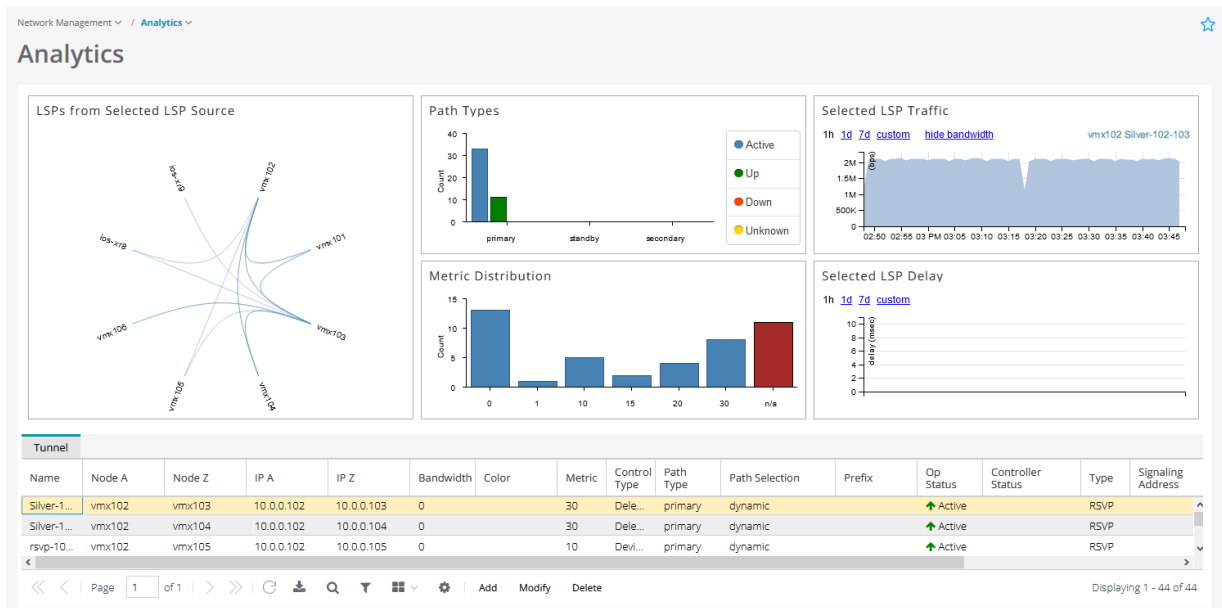 Network Management / Analytics
Analytics
LSPs from Selected LSP Source
ios-xr9
vmx102
ios-xr8
vmx101
vmx106
vmx103
vmx105
vmx104
Path Types
40
30
20
10
0
Count
primary standby secondary
Active
Up
Down
Unknown
Selected LSP Traffic
1h 1d 7d custom hide bandwidth vmx102 Silver-102-103
(bps)
2M
1.5M
1M
500K
0
02:50 02:55 03 PM 03:05 03:10 03:15 03:20 03:25 03:30 03:35 03:40 03:45
Metric Distribution
15
10
5
0
Count
0 1 10 15 20 30 n/a
Selected LSP Delay
1h 1d 7d custom
delay (msec)
10
8
6
4
2
0
Tunnel
Name Node A Node Z IP A IP Z Bandwidth Color Metric Control Type Path Type Path Selection Prefix Op Status Controller Status Type Signaling Address
Silver-1... vmx102 vmx103 10.0.0.102 10.0.0.103 0 30 Dele... primary dynamic Active RSVP
Silver-1... vmx102 vmx104 10.0.0.102 10.0.0.104 0 30 Dele... primary dynamic Active RSVP
rsvp-10... vmx102 vmx105 10.0.0.102 10.0.0.105 0 10 Devi... primary dynamic Active RSVP
Page 1 of 1 Add Modify Delete Displaying 1 - 44 of 44